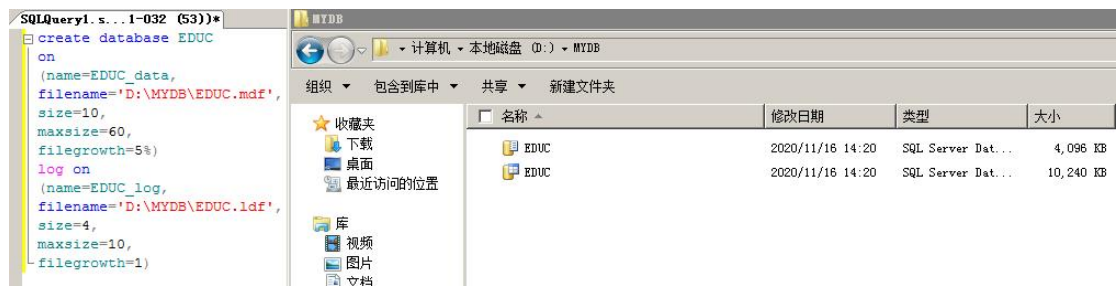 SQLQuery1.s...1-032 (53))*
create database EDUC
on
(name=EDUC_data,
filename='D:\MYDB\EDUC.mdf',
size=10,
maxsize=60,
filegrowth=5%)
log on
(name=EDUC_log,
filename='D:\MYDB\EDUC.ldf',
size=4,
maxsize=10,
filegrowth=1)
MYDB
计算机 本地磁盘 (D:) MYDB
组织 包含到库中 共享 新建文件夹
收藏夹
下载
桌面
最近访问的位置
库
视频
图片
文档
名称 修改日期 类型 大小
EDUC 2020/11/16 14:20 SQL Server Dat... 4,096 KB
EDUC 2020/11/16 14:20 SQL Server Dat... 10,240 KB